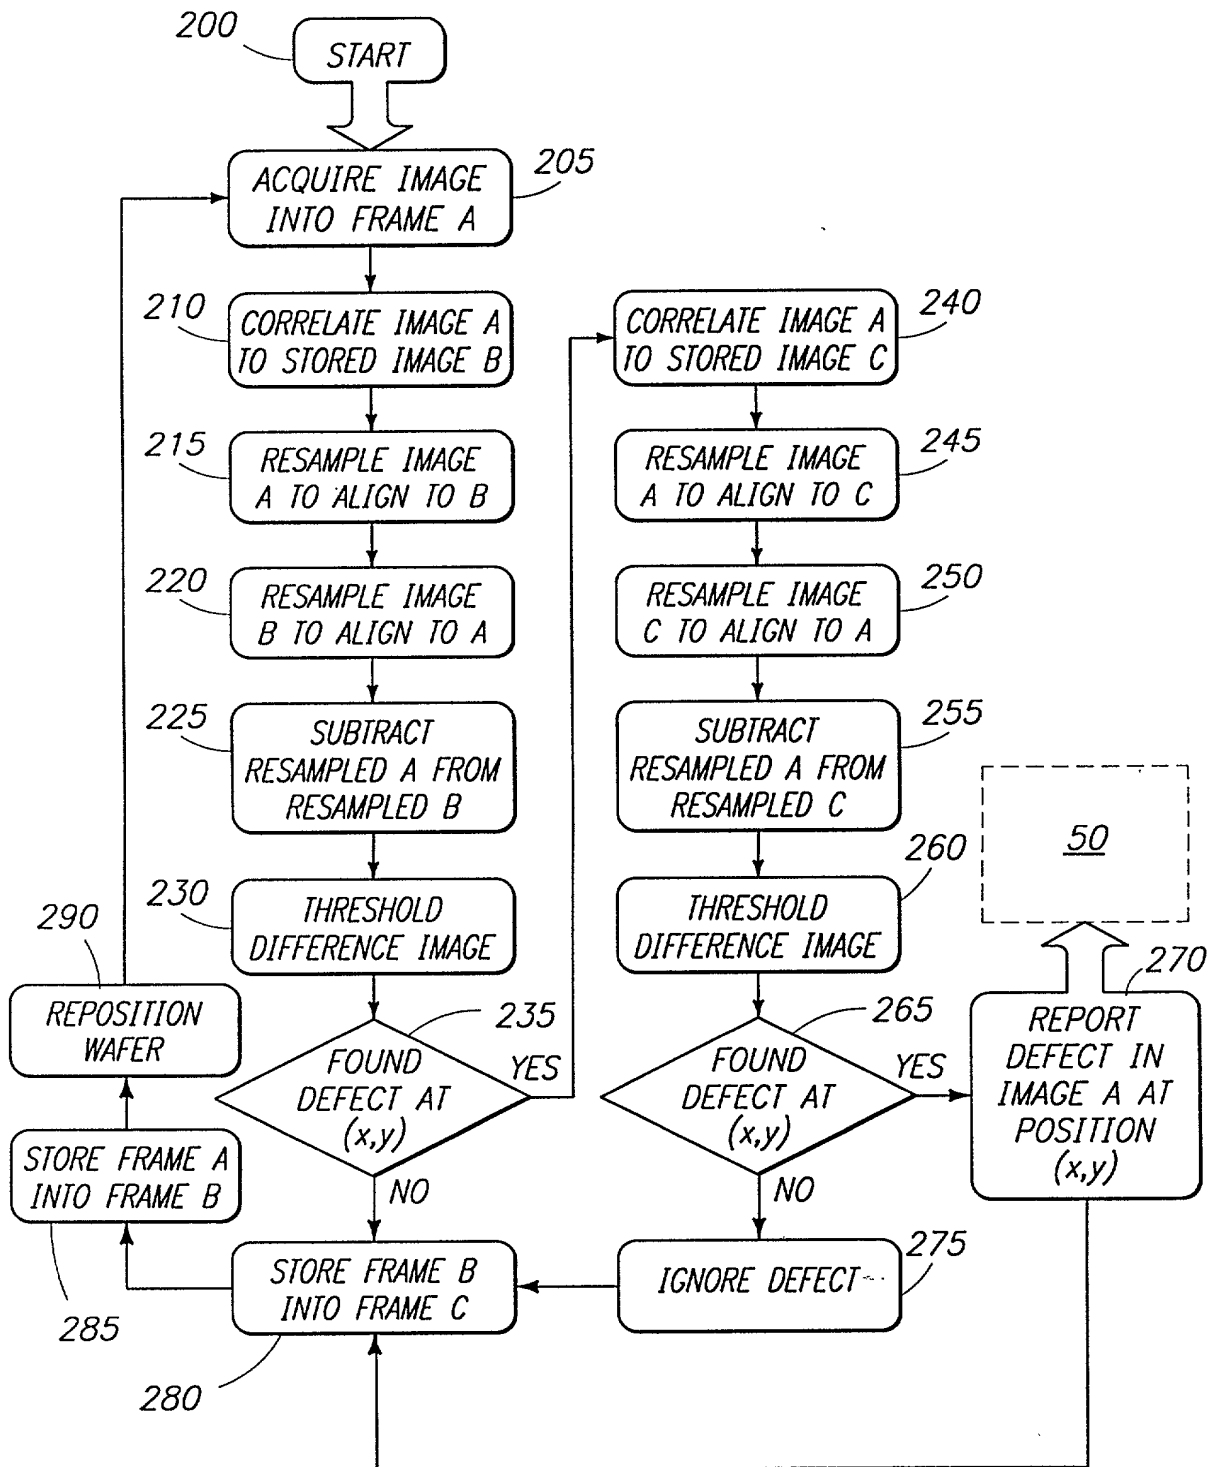 200
START
ACQUIRE IMAGE
INTO FRAME A
205
210
CORRELATE IMAGE A
TO STORED IMAGE B
215
RESAMPLE IMAGE
A TO ALIGN TO B
220
RESAMPLE IMAGE
B TO ALIGN TO A
225
SUBTRACT
RESAMPLED A FROM
RESAMPLED B
230
THRESHOLD
DIFFERENCE IMAGE
235
FOUND
DEFECT AT
(x,y)
YES
NO
240
CORRELATE IMAGE A
TO STORED IMAGE C
245
RESAMPLE IMAGE
A TO ALIGN TO C
250
RESAMPLE IMAGE
C TO ALIGN TO A
255
SUBTRACT
RESAMPLED A FROM
RESAMPLED C
260
THRESHOLD
DIFFERENCE IMAGE
265
FOUND
DEFECT AT
(x,y)
YES
NO
50
270
REPORT
DEFECT IN
IMAGE A AT
POSITION
(x,y)
275
IGNORE DEFECT
280
STORE FRAME B
INTO FRAME C
285
STORE FRAME A
INTO FRAME B
290
REPOSITION
WAFER